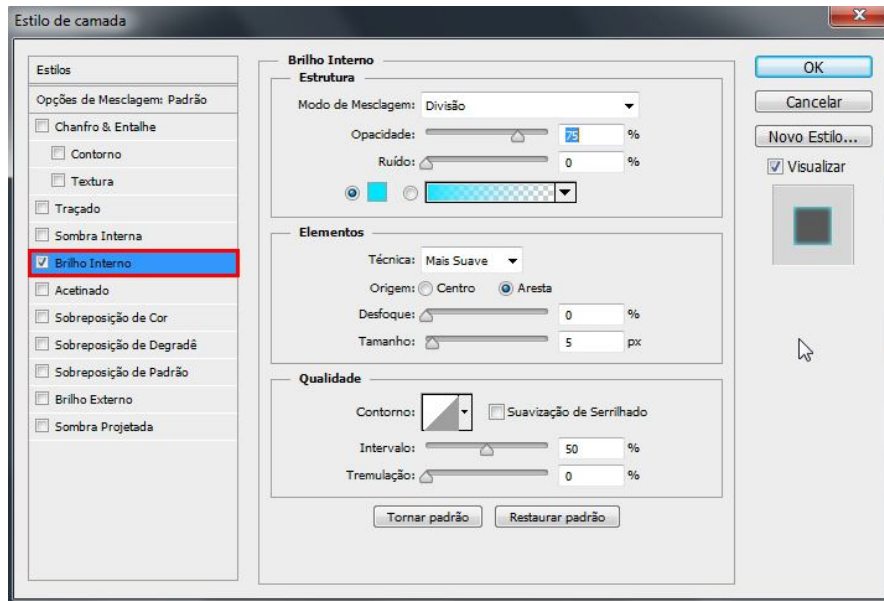 Estilo de camada
Estilos
Opções de Mesclagem: Padrão
Chanfro & Entalhe
Contorno
Textura
Traçado
Sombra Interna
Brilho Interno
Acetinado
Sobreposição de Cor
Sobreposição de Degradê
Sobreposição de Padrão
Brilho Externo
Sombra Projetada
Brilho Interno
Estrutura
Modo de Mesclagem: Divisão
Opacidade: 75 %
Ruído: 0 %
Elementos
Técnica: Mais Suave
Origem: Centro Aresta
Desfoque: 0 %
Tamanho: 5 px
Qualidade
Contorno: Suavização de Serrilhado
Intervalo: 50 %
Tremulação: 0 %
Tornar padrão Restaurar padrão
OK
Cancelar
Novo Estilo...
Visualizar